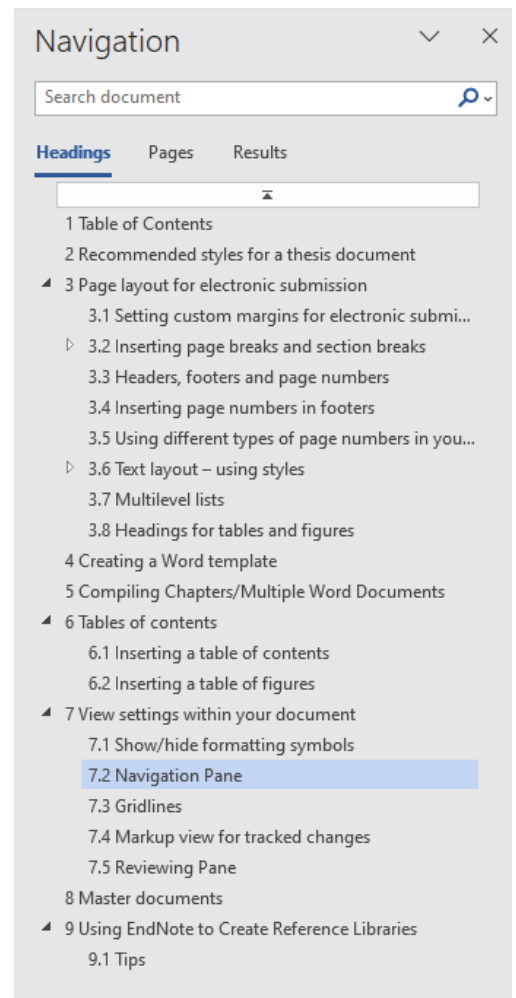 Navigation
Search document
Headings Pages Results
1 Table of Contents
2 Recommended styles for a thesis document
3 Page layout for electronic submission
3.1 Setting custom margins for electronic submi...
3.2 Inserting page breaks and section breaks
3.3 Headers, footers and page numbers
3.4 Inserting page numbers in footers
3.5 Using different types of page numbers in you...
3.6 Text layout – using styles
3.7 Multilevel lists
3.8 Headings for tables and figures
4 Creating a Word template
5 Compiling Chapters/Multiple Word Documents
6 Tables of contents
6.1 Inserting a table of contents
6.2 Inserting a table of figures
7 View settings within your document
7.1 Show/hide formatting symbols
7.2 Navigation Pane
7.3 Gridlines
7.4 Markup view for tracked changes
7.5 Reviewing Pane
8 Master documents
9 Using EndNote to Create Reference Libraries
9.1 Tips